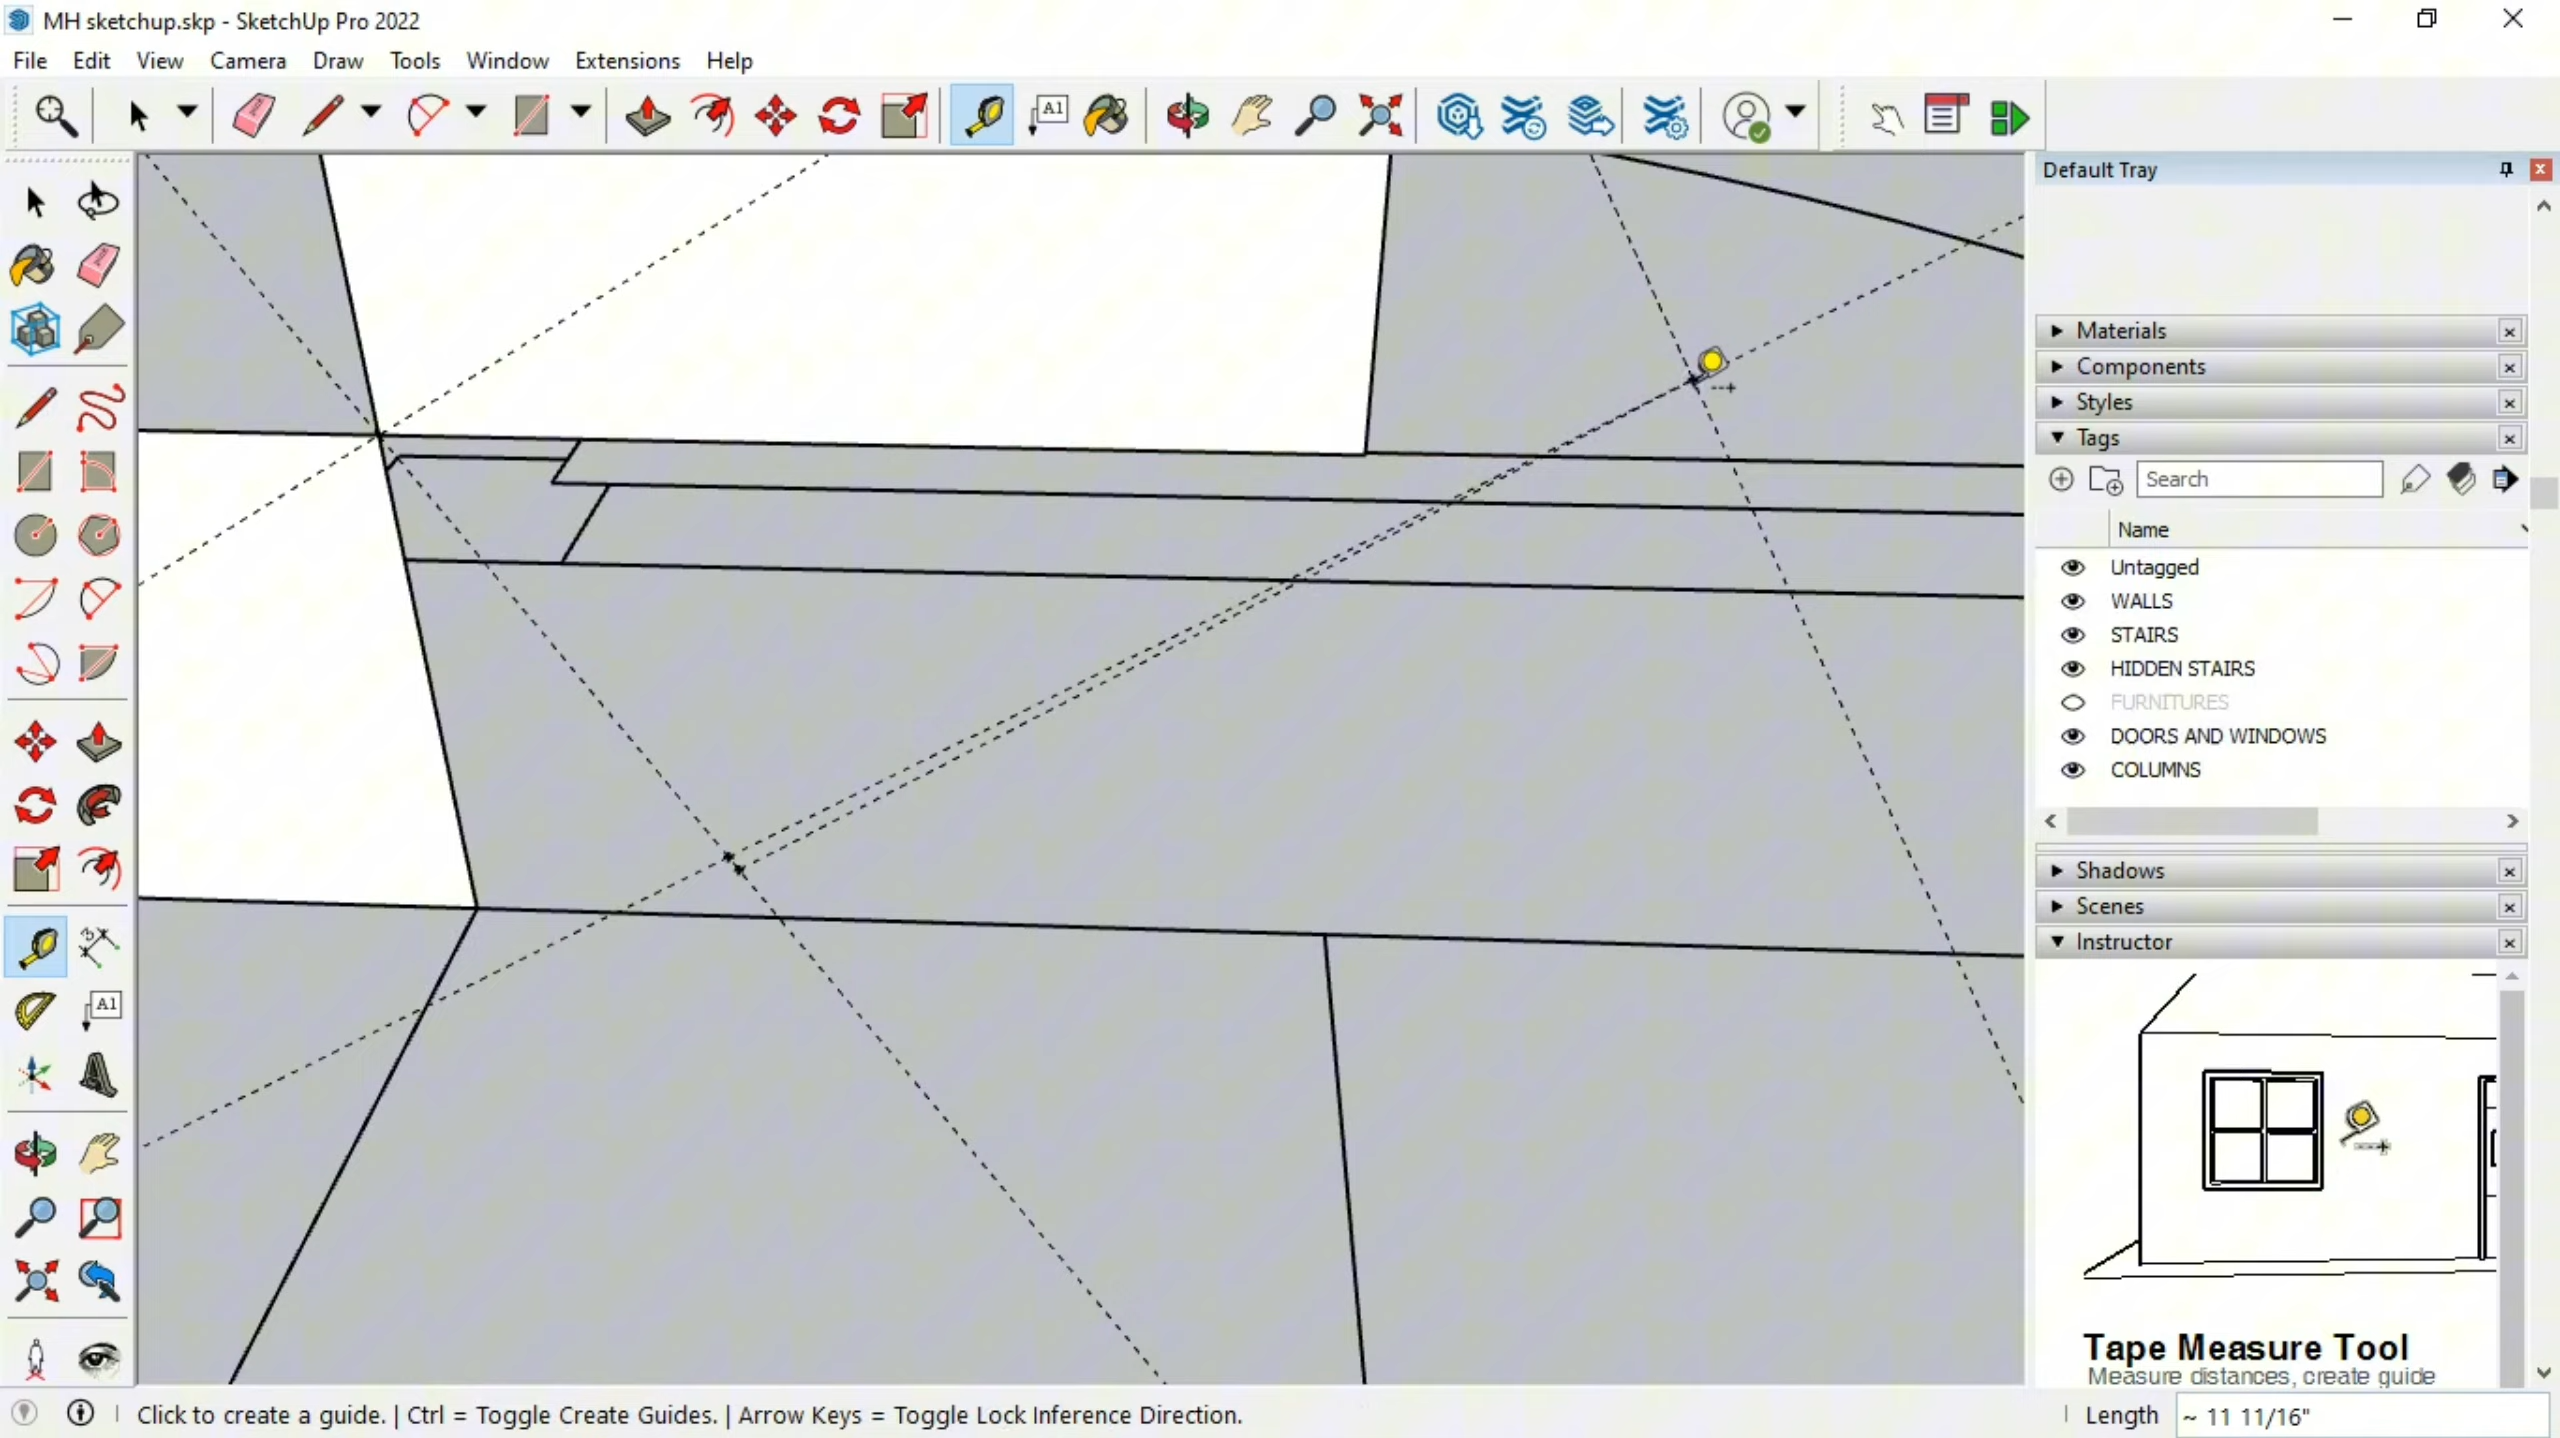 MH sketchup.skp - SketchUp Pro 2022
File Edit View Camera Draw Tools Window Extensions Help
A1
Default Tray
Materials
Components
Styles
Tags
Search
Name
Untagged
WALLS
STAIRS
HIDDEN STAIRS
FURNITURES
DOORS AND WINDOWS
COLUMNS
Shadows
Scenes
Instructor
A1
Tape Measure Tool
Measure distances, create guide
Click to create a guide. | Ctrl = Toggle Create Guides. | Arrow Keys = Toggle Lock Inference Direction.
Length ~ 11 11/16"